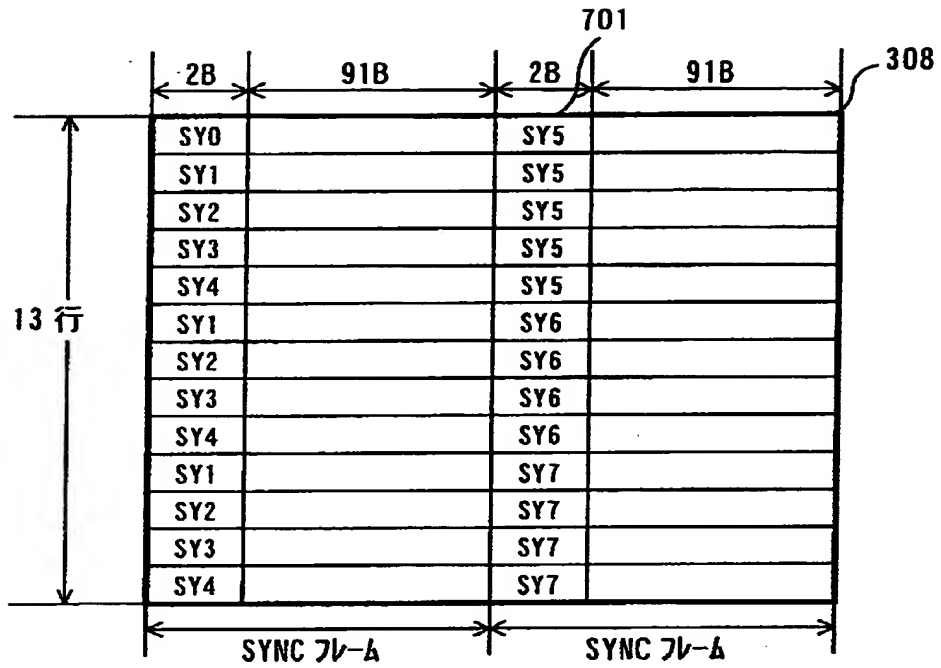 701
308
2B 91B 2B 91B
SY0 SY5
SY1 SY5
SY2 SY5
SY3 SY5
SY4 SY5
13 行
SY1 SY6
SY2 SY6
SY3 SY6
SY4 SY6
SY1 SY7
SY2 SY7
SY3 SY7
SY4 SY7
SYNC フレーム SYNC フレーム